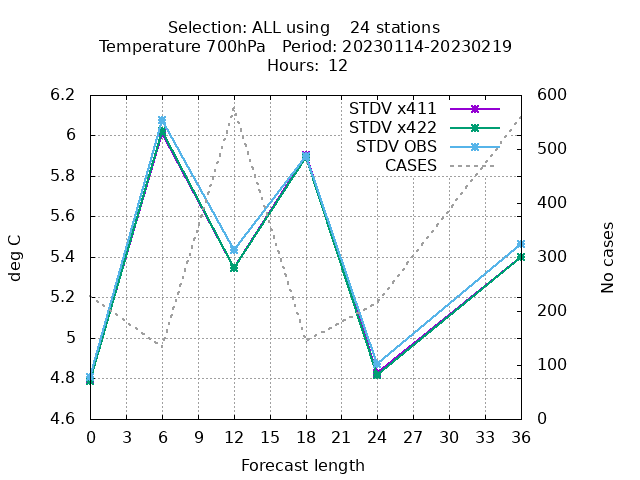 Selection: ALL using    24 stations
Temperature 700hPa   Period: 20230114-20230219
Hours: 12
STDV x411
STDV x422
STDV OBS
CASES
deg C
6.2
6
5.8
5.6
5.4
5.2
5
4.8
4.6
600
500
400
300
200
100
0
No cases
0 3 6 9 12 15 18 21 24 27 30 33 36
Forecast length